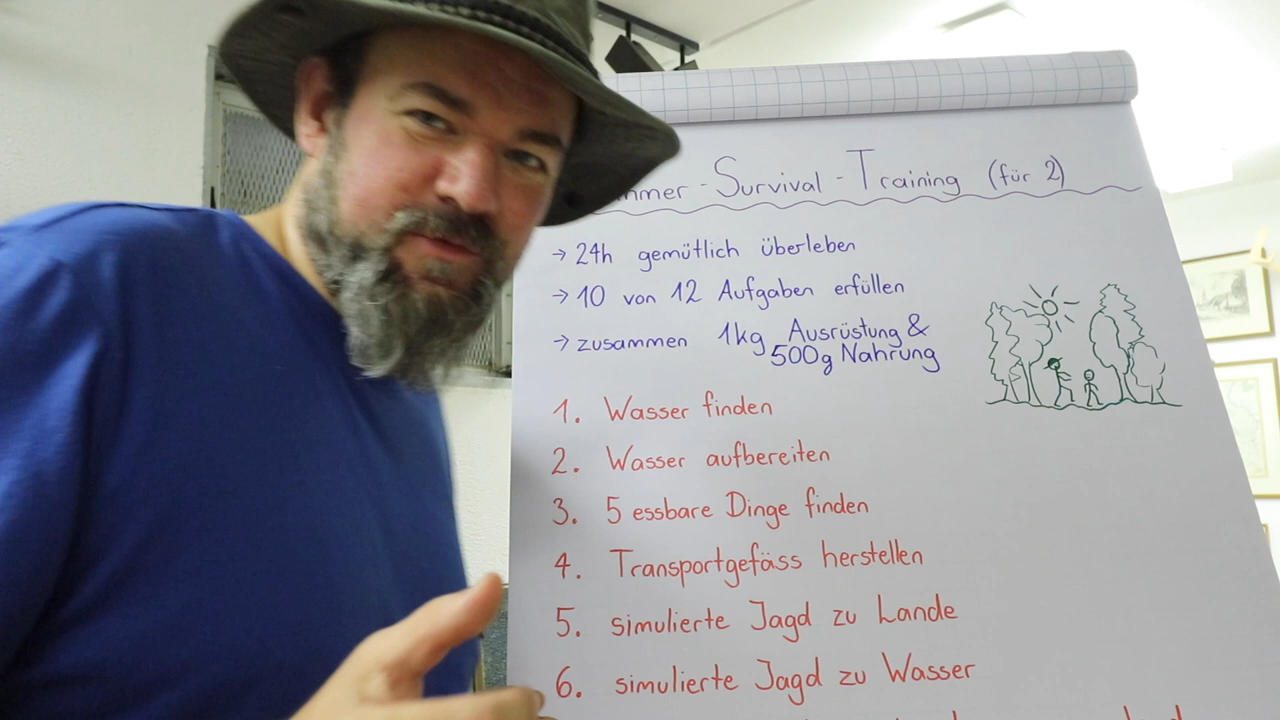 mmer - Survival - Training (für 2)
→ 24h gemütlich überleben
→ 10 von 12 Aufgaben erfüllen
→ zusammen 1kg Ausrüstung &
500g Nahrung
1. Wasser finden
2. Wasser aufbereiten
3. 5 essbare Dinge finden
4. Transportgefäss herstellen
5. simulierte Jagd zu Lande
6. simulierte Jagd zu Wasser